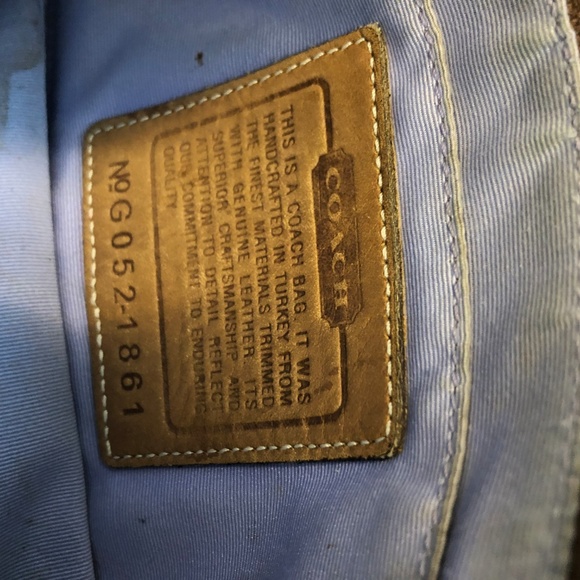 COACH
THIS IS A COACH BAG. IT WAS
HANDCRAFTED IN TURKEY FROM
THE FINEST MATERIALS TRIMMED
WITH GENUINE LEATHER. ITS
SUPERIOR CRAFTSMANSHIP AND
ATTENTION TO DETAIL REFLECT
OUR COMMITMENT TO ENDURING
QUALITY
Nº G052-1861